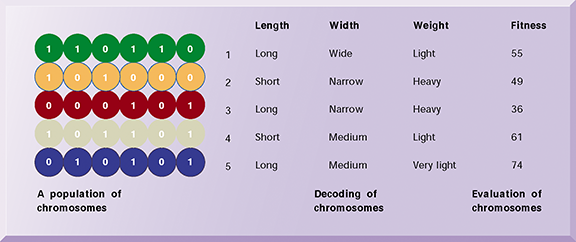 Length Width Weight Fitness
1 1 0 1 1 0 1 Long Wide Light 55
1 0 1 0 0 0 2 Short Narrow Heavy 49
0 0 0 1 0 1 3 Long Narrow Heavy 36
1 0 1 1 0 1 4 Short Medium Light 61
0 1 0 1 0 1 5 Long Medium Very light 74
A population of Decoding of Evaluation of
chromosomes chromosomes chromosomes